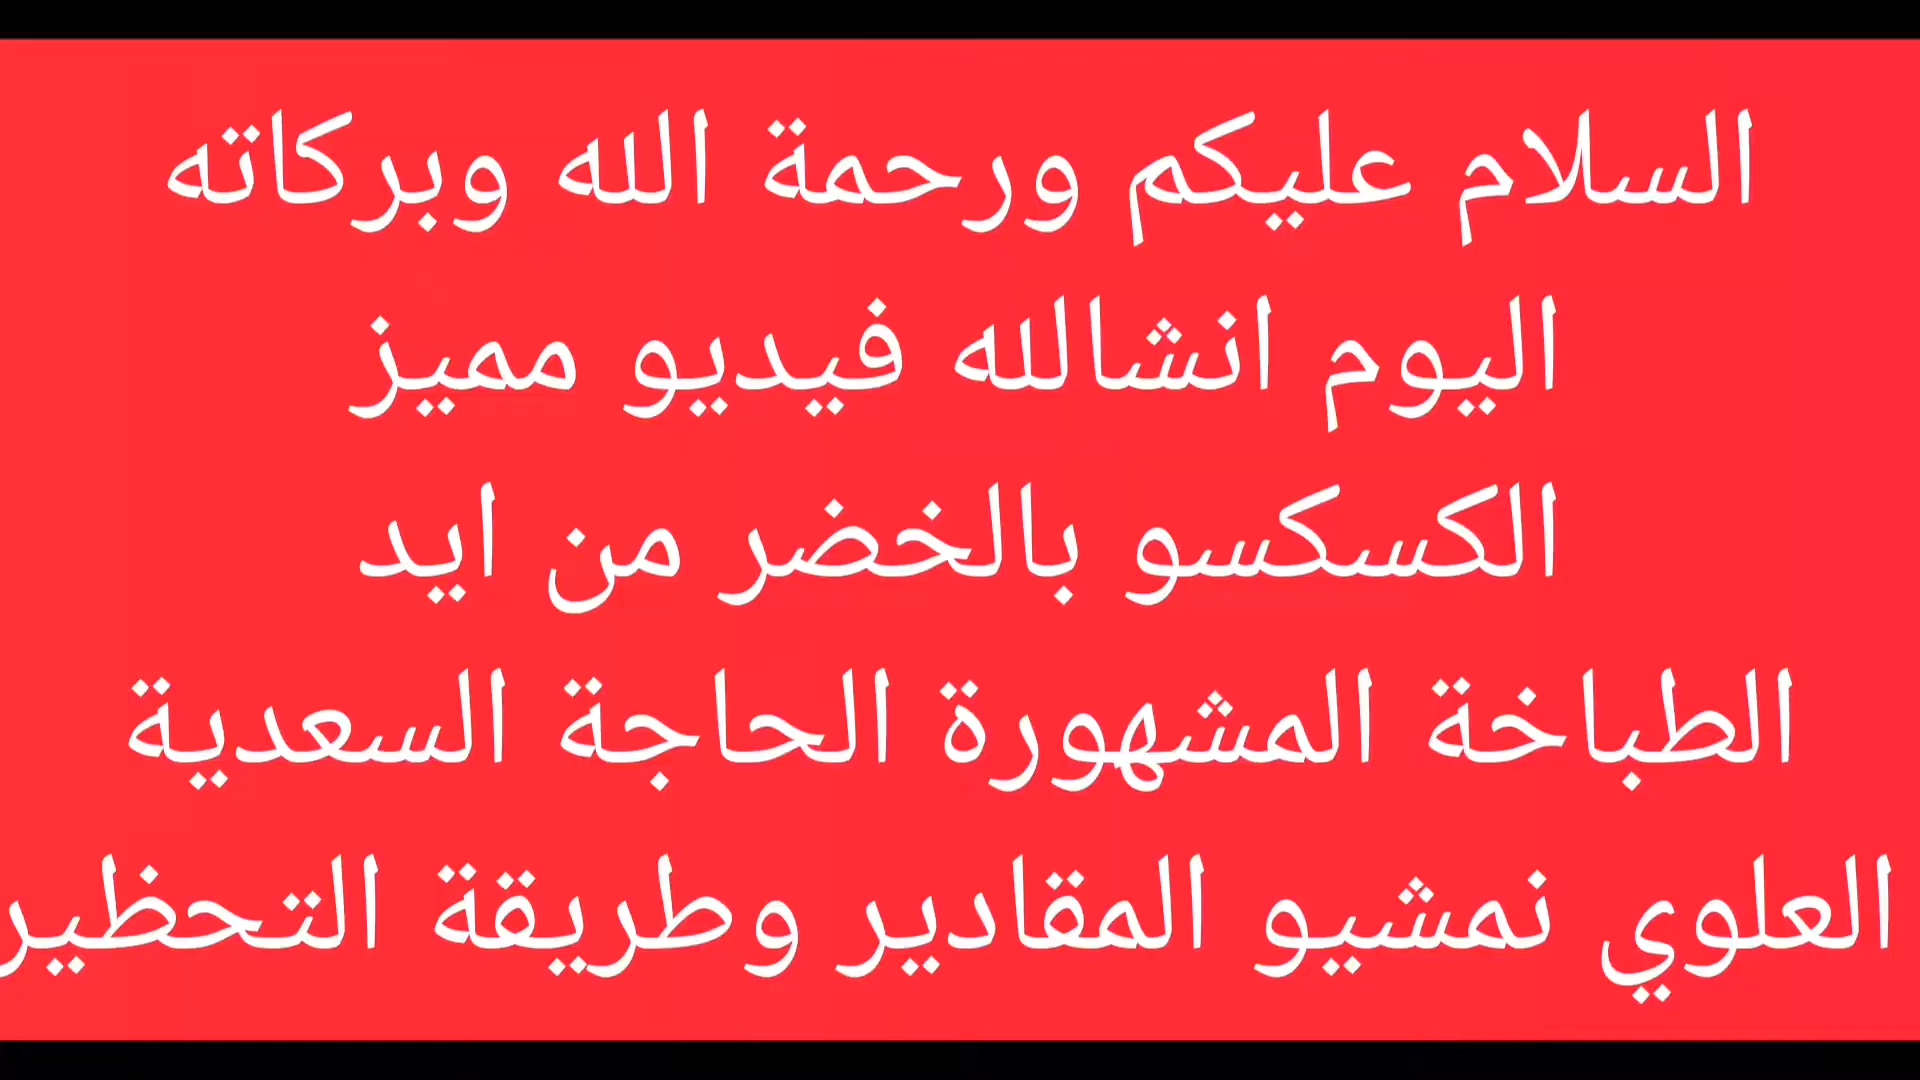 السلام عليكم ورحمة الله وبركاته
اليوم انشالله فيديو مميز
الكسكسو بالخضر من ايد
الطباخة المشهورة الحاجة السعدية
العلوي نمشيو المقادير وطريقة التحظير